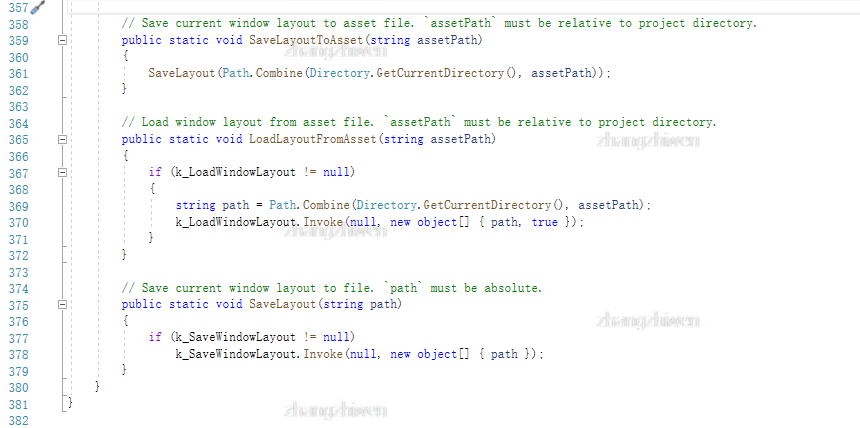 357
358 // Save current window layout to asset file. `assetPath` must be relative to project directory.
359 public static void SaveLayoutToAsset(string assetPath)
360 {
361 SaveLayout(Path.Combine(Directory.GetCurrentDirectory(), assetPath));
362 }
363
364 // Load window layout from asset file. `assetPath` must be relative to project directory.
365 public static void LoadLayoutFromAsset(string assetPath)
366 {
367 if (k_LoadWindowLayout != null)
368 {
369 string path = Path.Combine(Directory.GetCurrentDirectory(), assetPath);
370 k_LoadWindowLayout.Invoke(null, new object[] { path, true });
371 }
372 }
373
374 // Save current window layout to file. `path` must be absolute.
375 public static void SaveLayout(string path)
376 {
377 if (k_SaveWindowLayout != null)
378 k_SaveWindowLayout.Invoke(null, new object[] { path });
379 }
380 }
381 }
382
zhangzhiwen
zhangzhiwen
zhangzhiwen
zhangzhiwen
zhangzhiwen